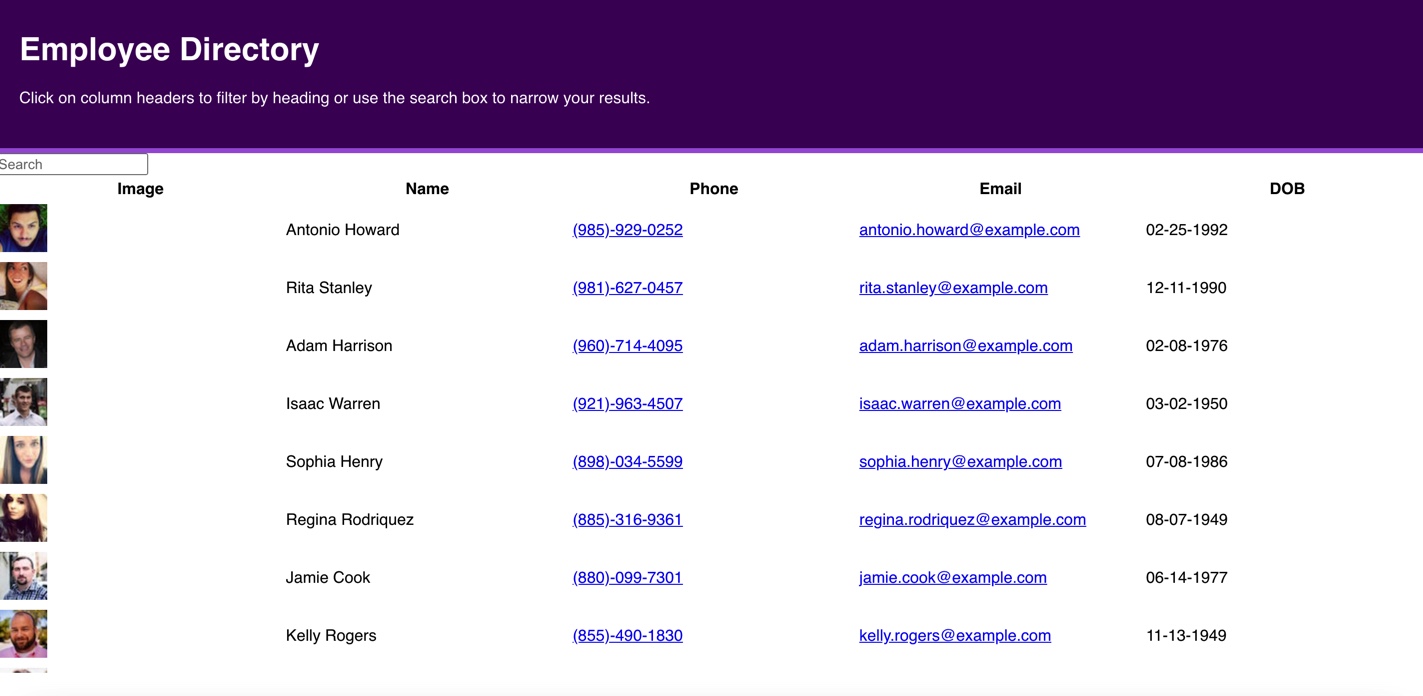 Employee Directory
Click on column headers to filter by heading or use the search box to narrow your results.
Search
Image Name Phone Email DOB
Antonio Howard (985)-929-0252 antonio.howard@example.com 02-25-1992
Rita Stanley (981)-627-0457 rita.stanley@example.com 12-11-1990
Adam Harrison (960)-714-4095 adam.harrison@example.com 02-08-1976
Isaac Warren (921)-963-4507 isaac.warren@example.com 03-02-1950
Sophia Henry (898)-034-5599 sophia.henry@example.com 07-08-1986
Regina Rodriquez (885)-316-9361 regina.rodriquez@example.com 08-07-1949
Jamie Cook (880)-099-7301 jamie.cook@example.com 06-14-1977
Kelly Rogers (855)-490-1830 kelly.rogers@example.com 11-13-1949